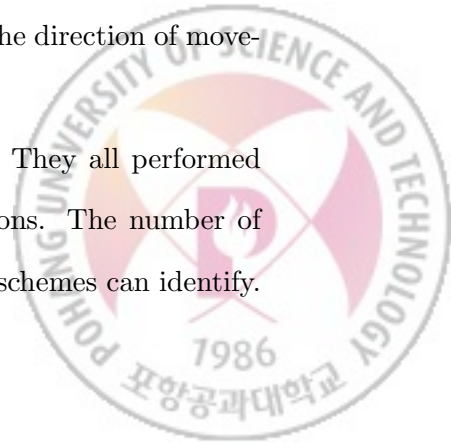 he direction of move-
They all performed
ons. The number of
schemes can identify.
POHANG UNIVERSITY OF SCIENCE AND TECHNOLOGY
1986
포항공과대학교